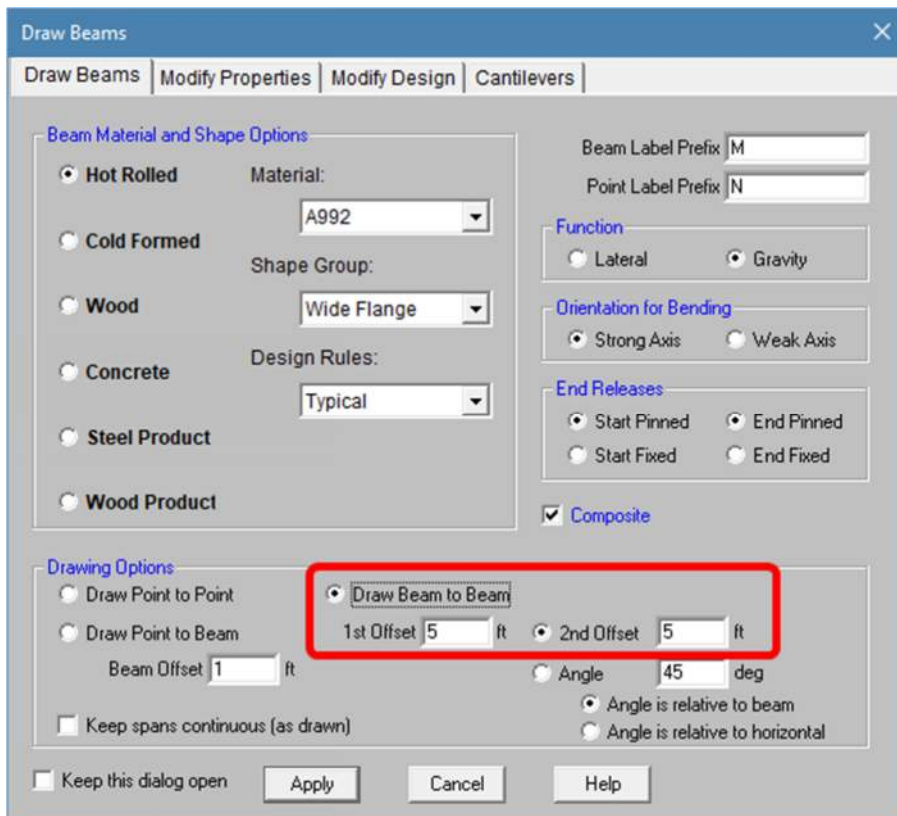 Draw Beams
Draw Beams Modify Properties Modify Design Cantilevers
Beam Material and Shape Options
Hot Rolled
Cold Formed
Wood
Concrete
Steel Product
Wood Product
Material:
A992
Shape Group:
Wide Flange
Design Rules:
Typical
Beam Label Prefix M
Point Label Prefix N
Function
Lateral Gravity
Orientation for Bending
Strong Axis Weak Axis
End Releases
Start Pinned End Pinned
Start Fixed End Fixed
Composite
Drawing Options
Draw Point to Point
Draw Point to Beam
Beam Offset 1 ft
Keep spans continuous (as drawn)
Draw Beam to Beam
1st Offset 5 ft 2nd Offset 5 ft
Angle 45 deg
Angle is relative to beam
Angle is relative to horizontal
Keep this dialog open Apply Cancel Help